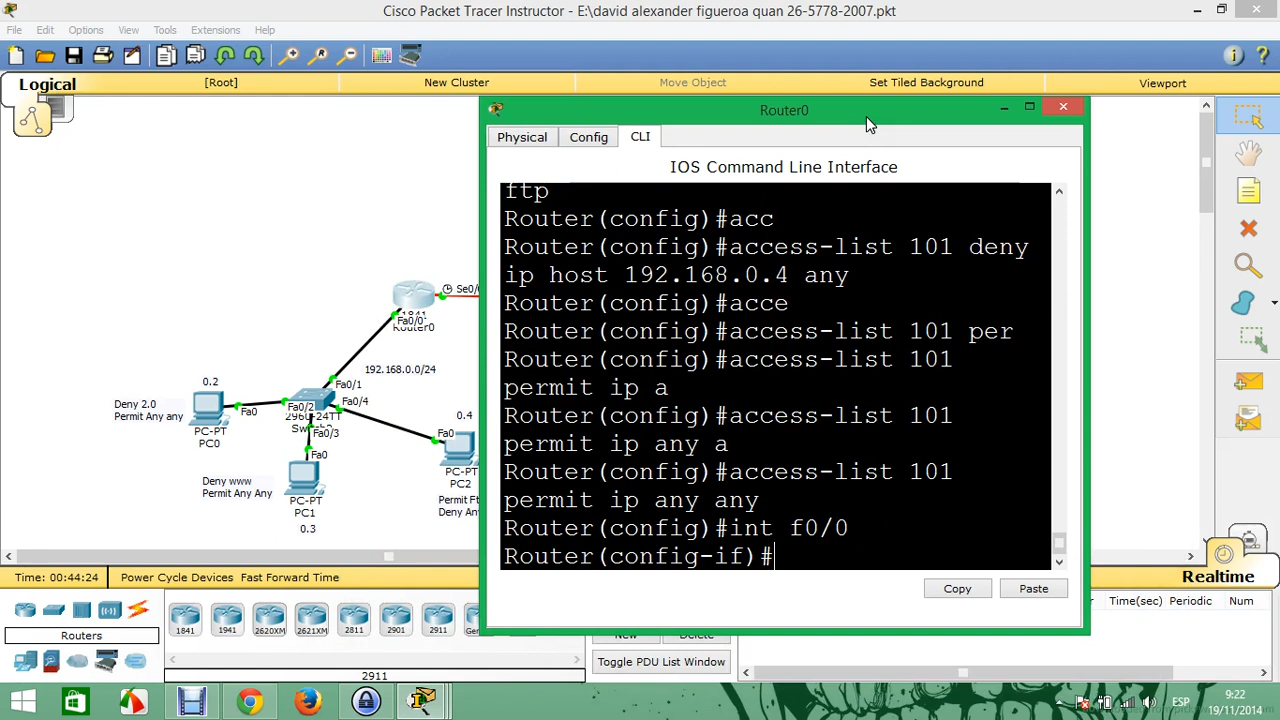 Cisco Packet Tracer Instructor - E:\david alexander figueroa quan 26-5778-2007.pkt
File Edit Options View Tools Extensions Help
Logical
[Root]
New Cluster
Move Object
Set Tiled Background
Viewport
Router0
Physical
Config
CLI
IOS Command Line Interface
ftp
Router(config)#acc
Router(config)#access-list 101 deny
ip host 192.168.0.4 any
Router(config)#acce
Router(config)#access-list 101 per
Router(config)#access-list 101
permit ip a
Router(config)#access-list 101
permit ip any a
Router(config)#access-list 101
permit ip any any
Router(config)#int f0/0
Router(config-if)#
Copy
Paste
Se0/
1841
Fa0/0
Router0
192.168.0.0/24
Fa0/1
Fa0/2
Fa0/4
2960-24TT
Fa0/3
0.2
Deny 2.0
Permit Any any
Fa0
PC-PT
PC0
0.4
Fa0
PC-PT
PC2
Fa0
Deny www
Permit Any Any
PC-PT
PC1
0.3
Permit F
Deny An
Time: 00:44:24
Power Cycle Devices Fast Forward Time
Realtime
Routers
1841
1941
2620XM
2621XM
2811
2901
2911
2911
New
Delete
Toggle PDU List Window
Time(sec)
Periodic
Num
ESP
9:22
19/11/2014